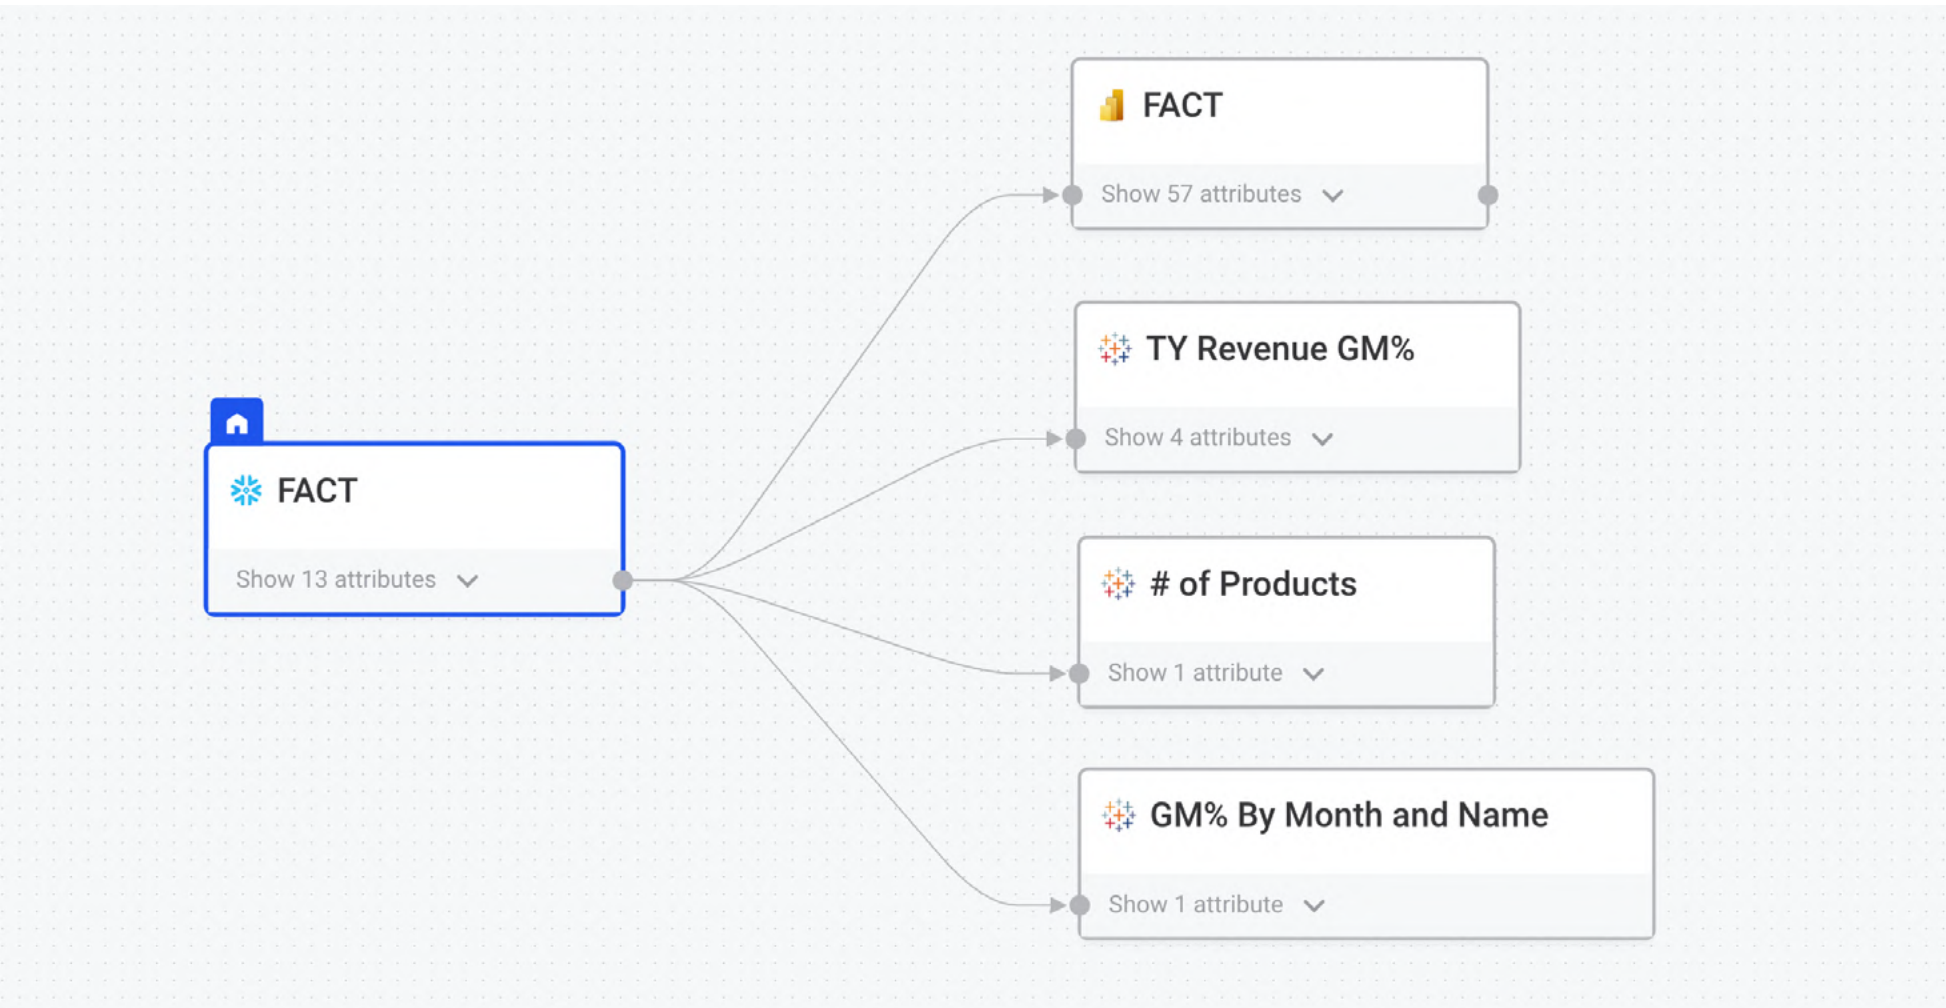 FACT
Show 13 attributes
FACT
Show 57 attributes
TY Revenue GM%
Show 4 attributes
# of Products
Show 1 attribute
GM% By Month and Name
Show 1 attribute